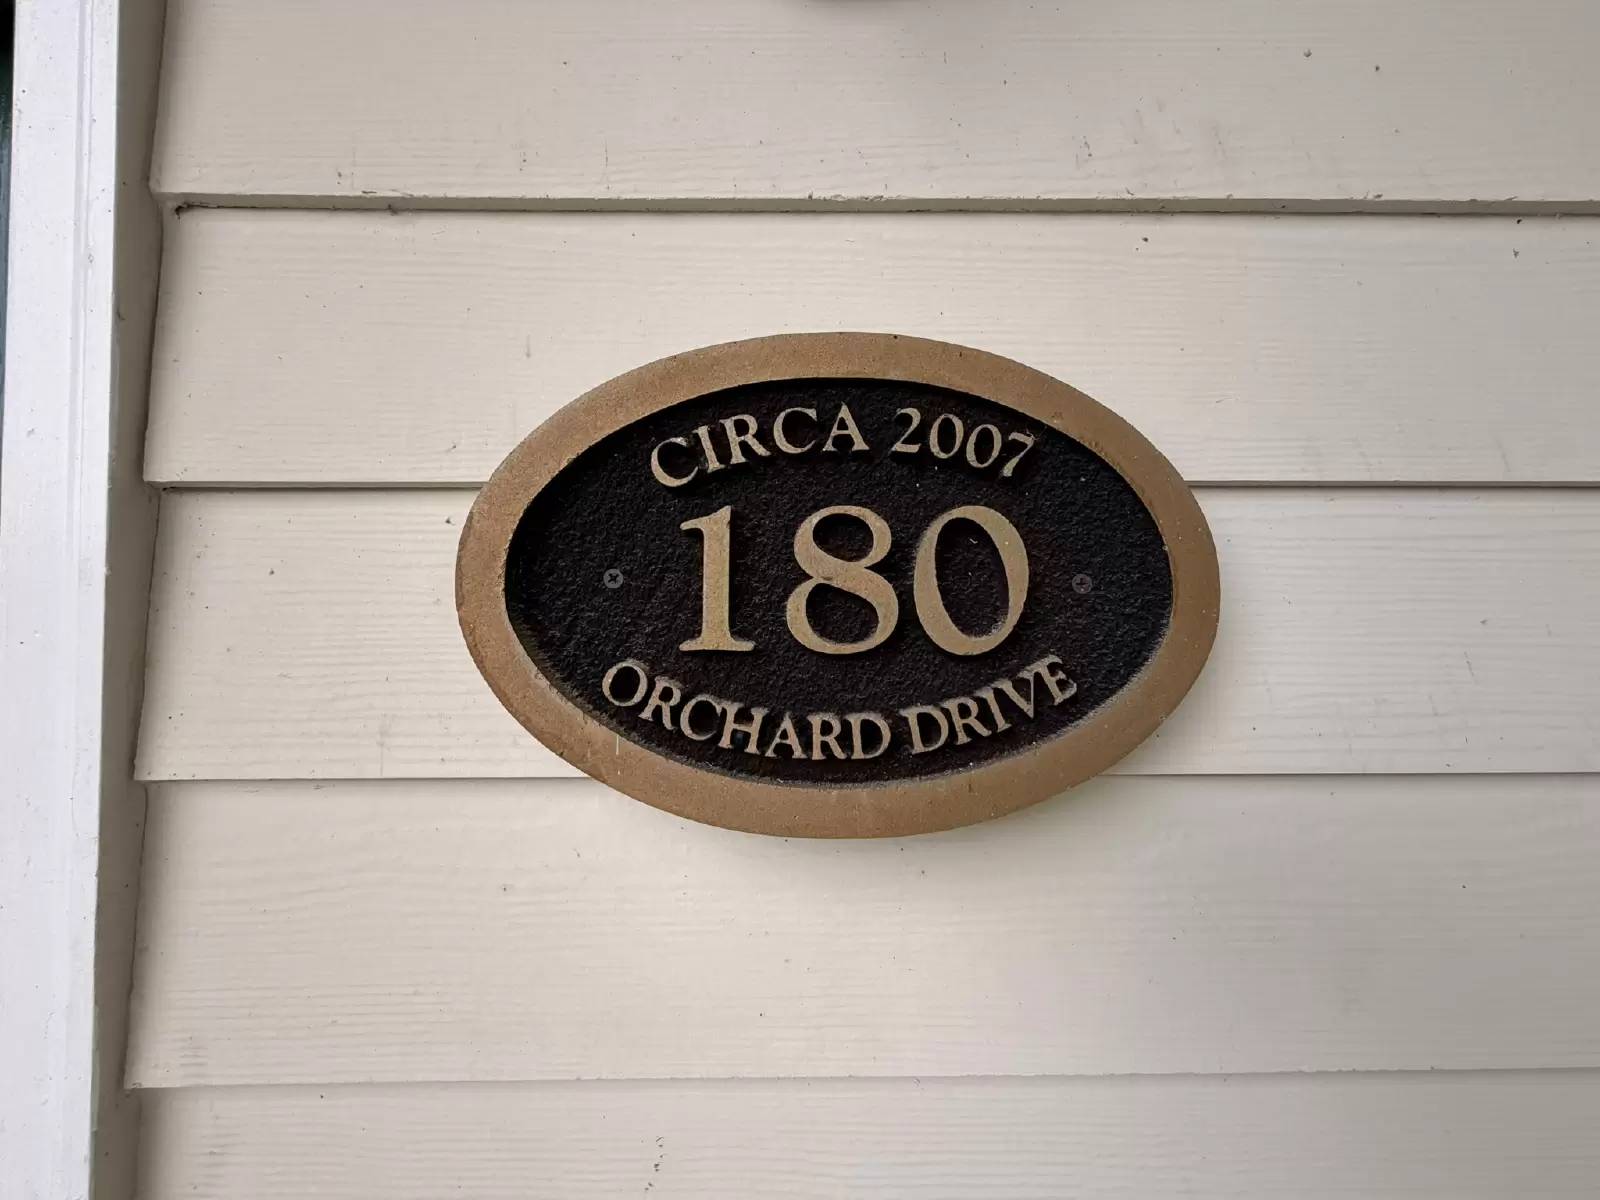 CIRCA 2007
180
ORCHARD DRIVE